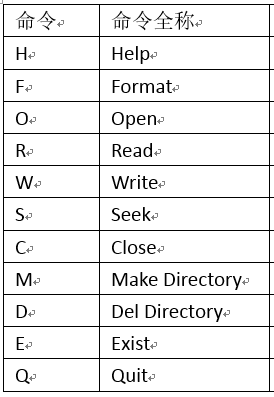 命令 命令全称
H Help
F Format
O Open
R Read
W Write
S Seek
C Close
M Make Directory
D Del Directory
E Exist
Q Quit